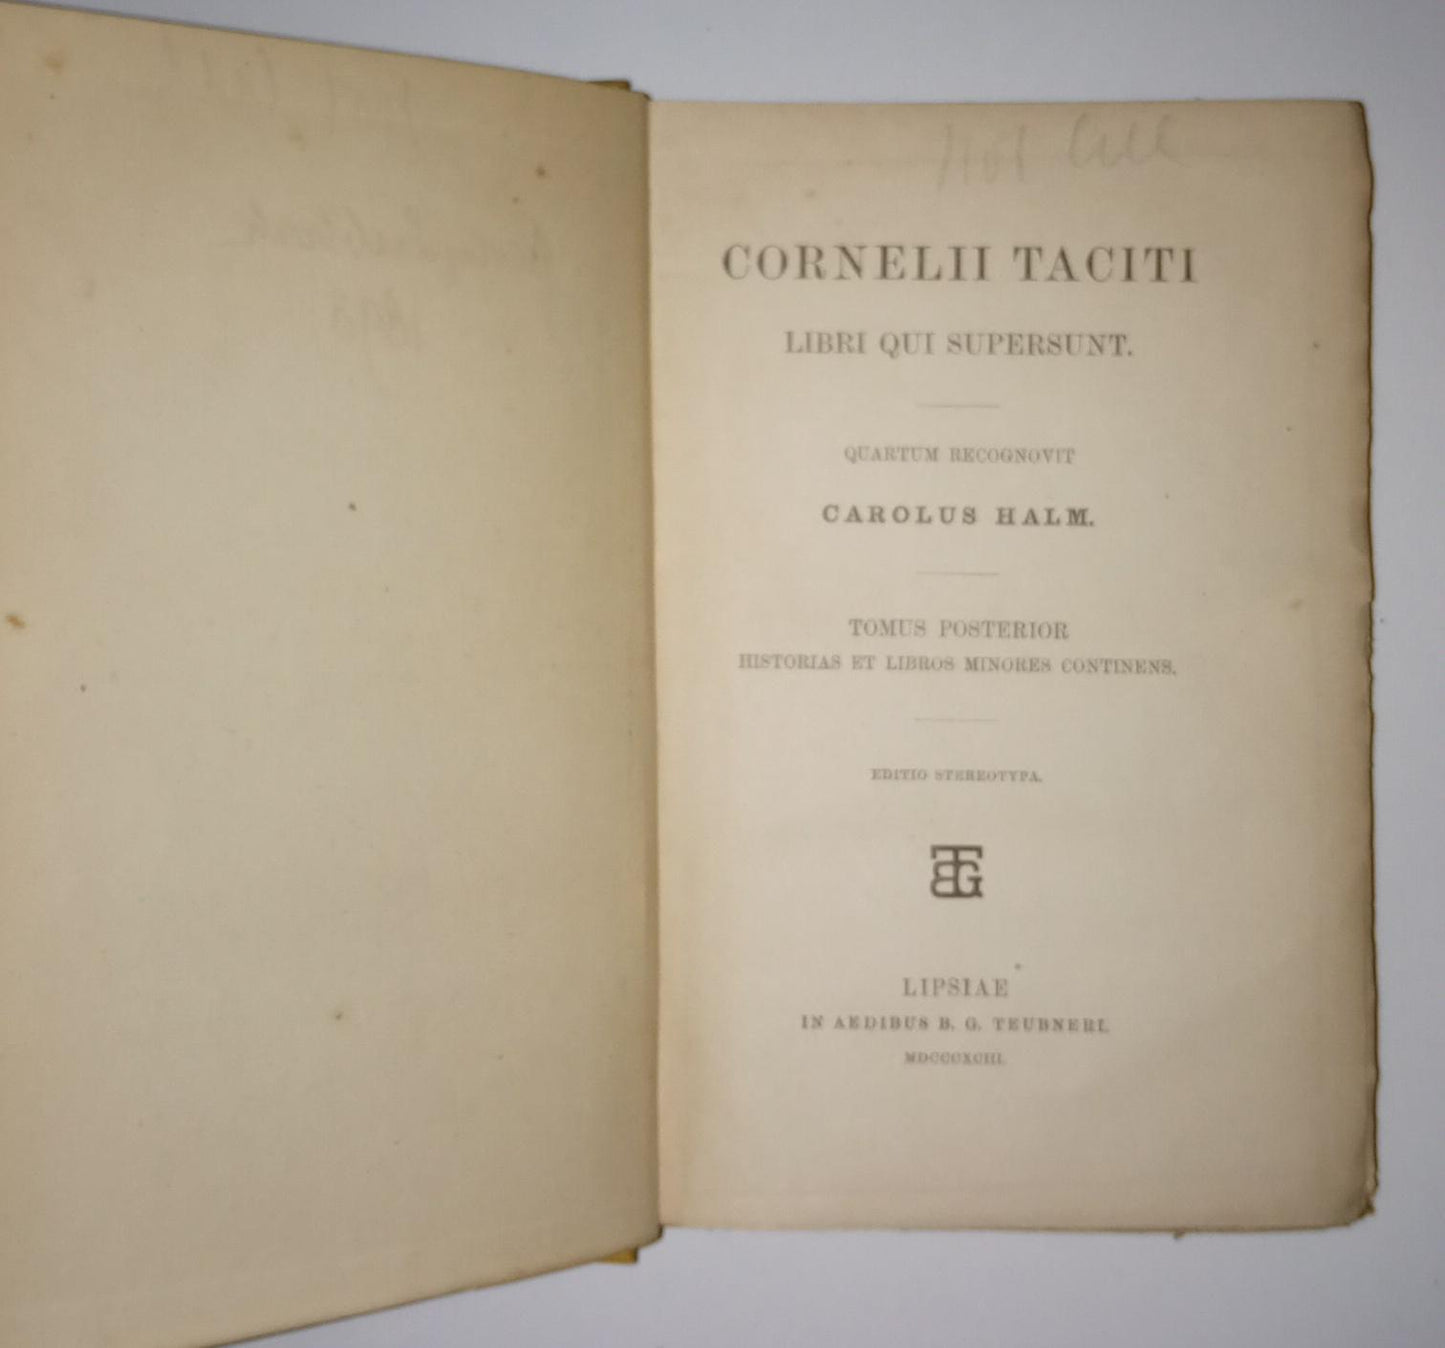 CORNELII TACITI
LIBRI QUI SUPERSUNT.
QUARTUM RECOGNOVIT
CAROLUS HALM.
TOMUS POSTERIOR
HISTORIAS ET LIBROS MINORES CONTINENS.
EDITIO STEREOTYPA.
BTG
LIPSIAE
IN AEDIBUS B. G. TEUBNERI.
MDCCCXCIII.